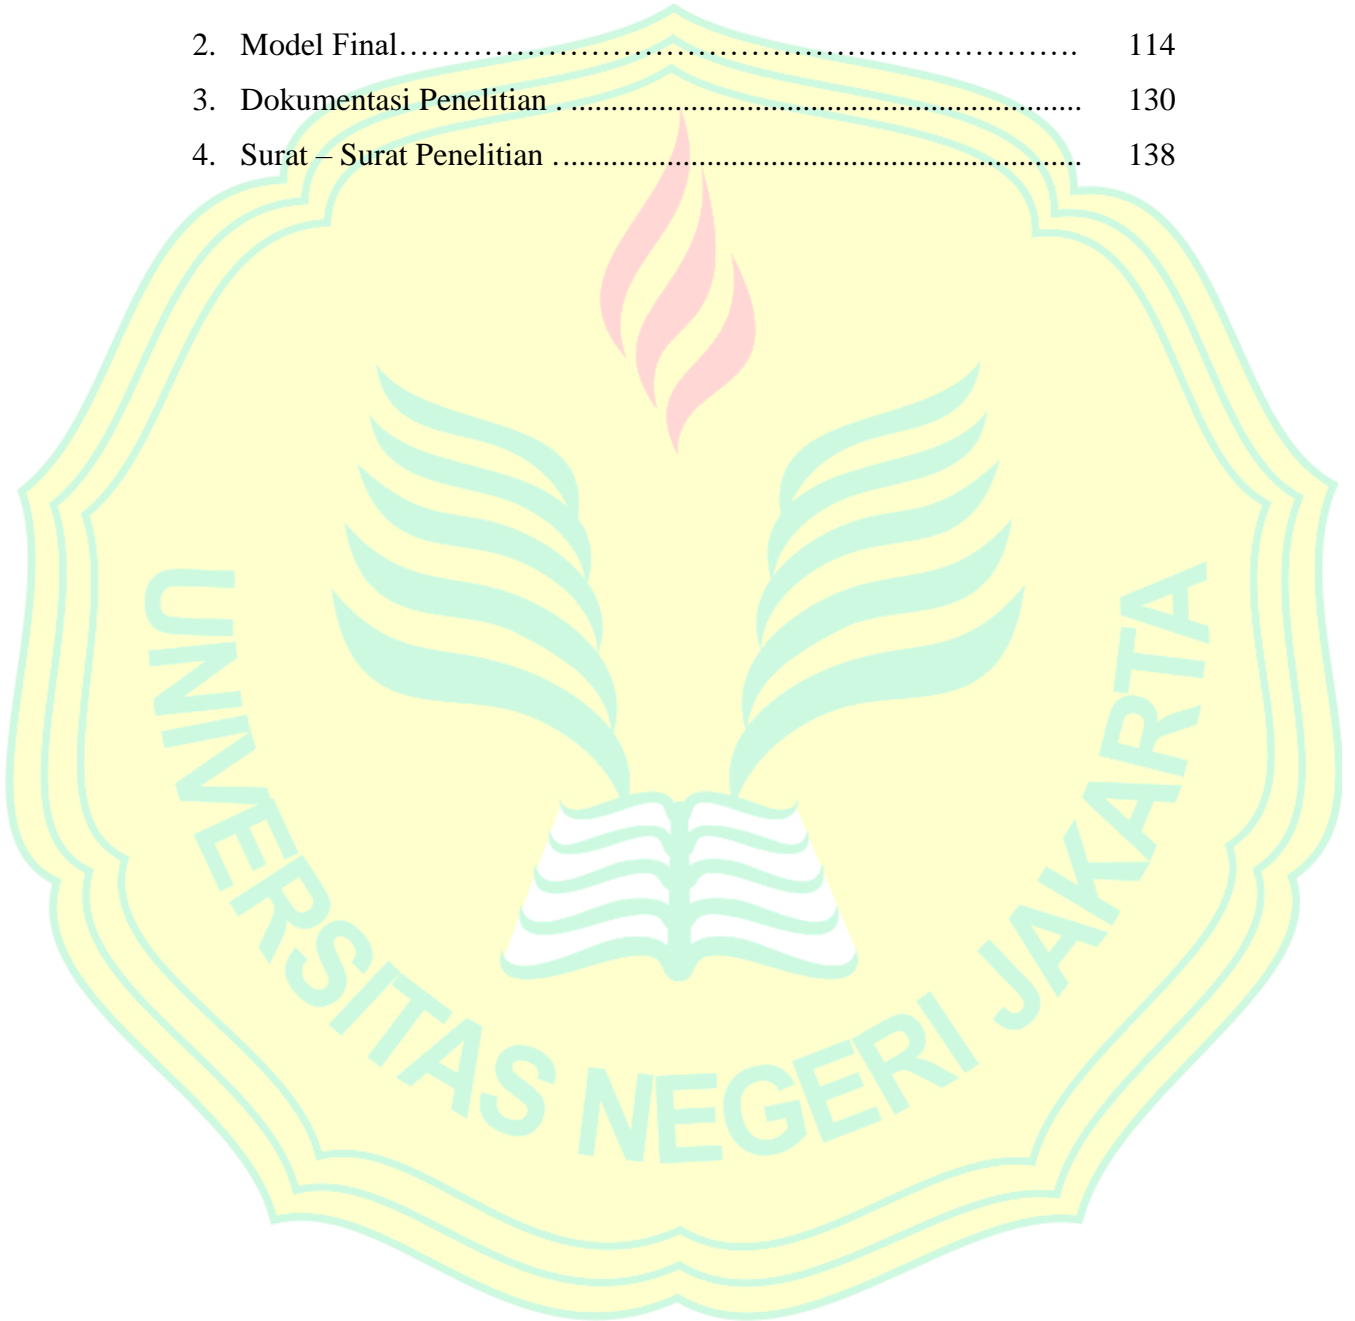 2. Model Final…………………………………………………………………. 114
3. Dokumentasi Penelitian . ................................................................ 130
4. Surat – Surat Penelitian . ................................................................. 138
UNIVERSITAS NEGERI JAKARTA